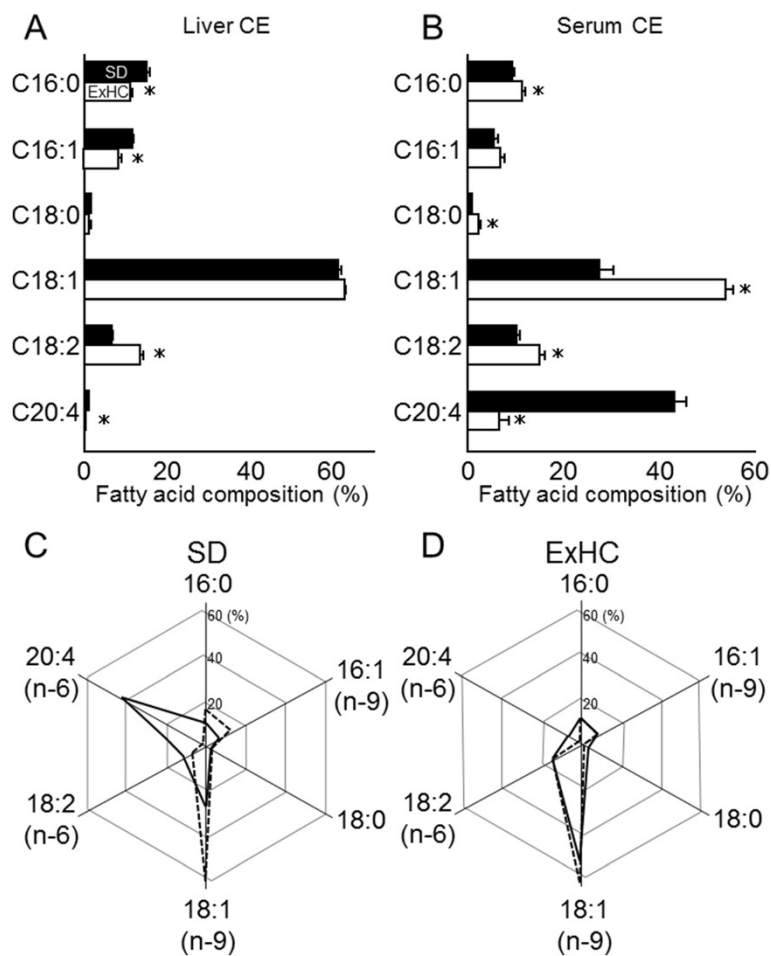 A
Liver CE
C16:0
SD
ExHC
*
C16:1
*
C18:0
C18:1
C18:2
*
C20:4
*
0 20 40 60
Fatty acid composition (%)
B
Serum CE
C16:0
*
C16:1
C18:0
*
C18:1
*
C18:2
*
C20:4
*
0 20 40 60
Fatty acid composition (%)
C
SD
16:0
60 (%)
40
20
20:4
(n-6)
16:1
(n-9)
18:2
(n-6)
18:0
18:1
(n-9)
D
ExHC
16:0
60 (%)
40
20
20:4
(n-6)
16:1
(n-9)
18:2
(n-6)
18:0
18:1
(n-9)